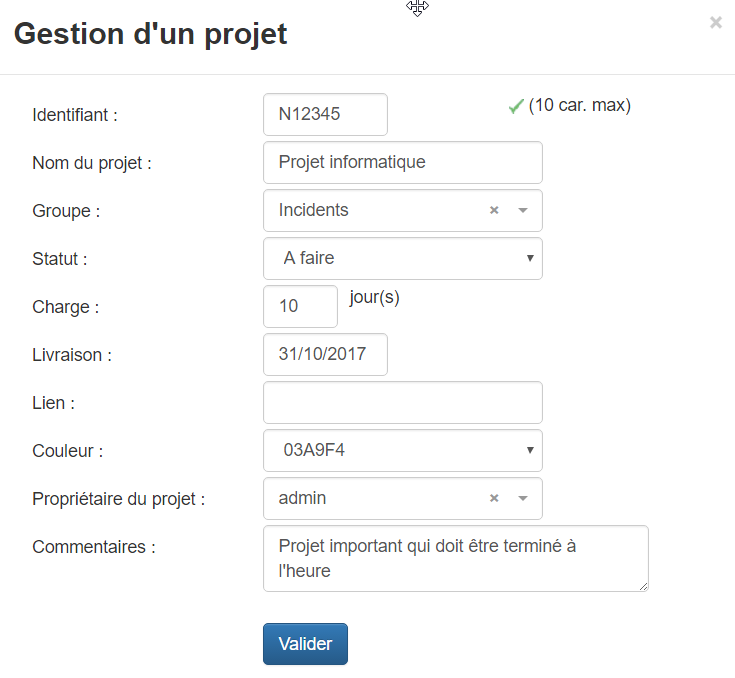 Gestion d'un projet
×
Identifiant :
N12345
(10 car. max)
Nom du projet :
Projet informatique
Groupe :
Incidents
×
Statut :
A faire
Charge :
10
jour(s)
Livraison :
31/10/2017
Lien :
Couleur :
03A9F4
Propriétaire du projet :
admin
×
Commentaires :
Projet important qui doit être terminé à
l'heure
Valider